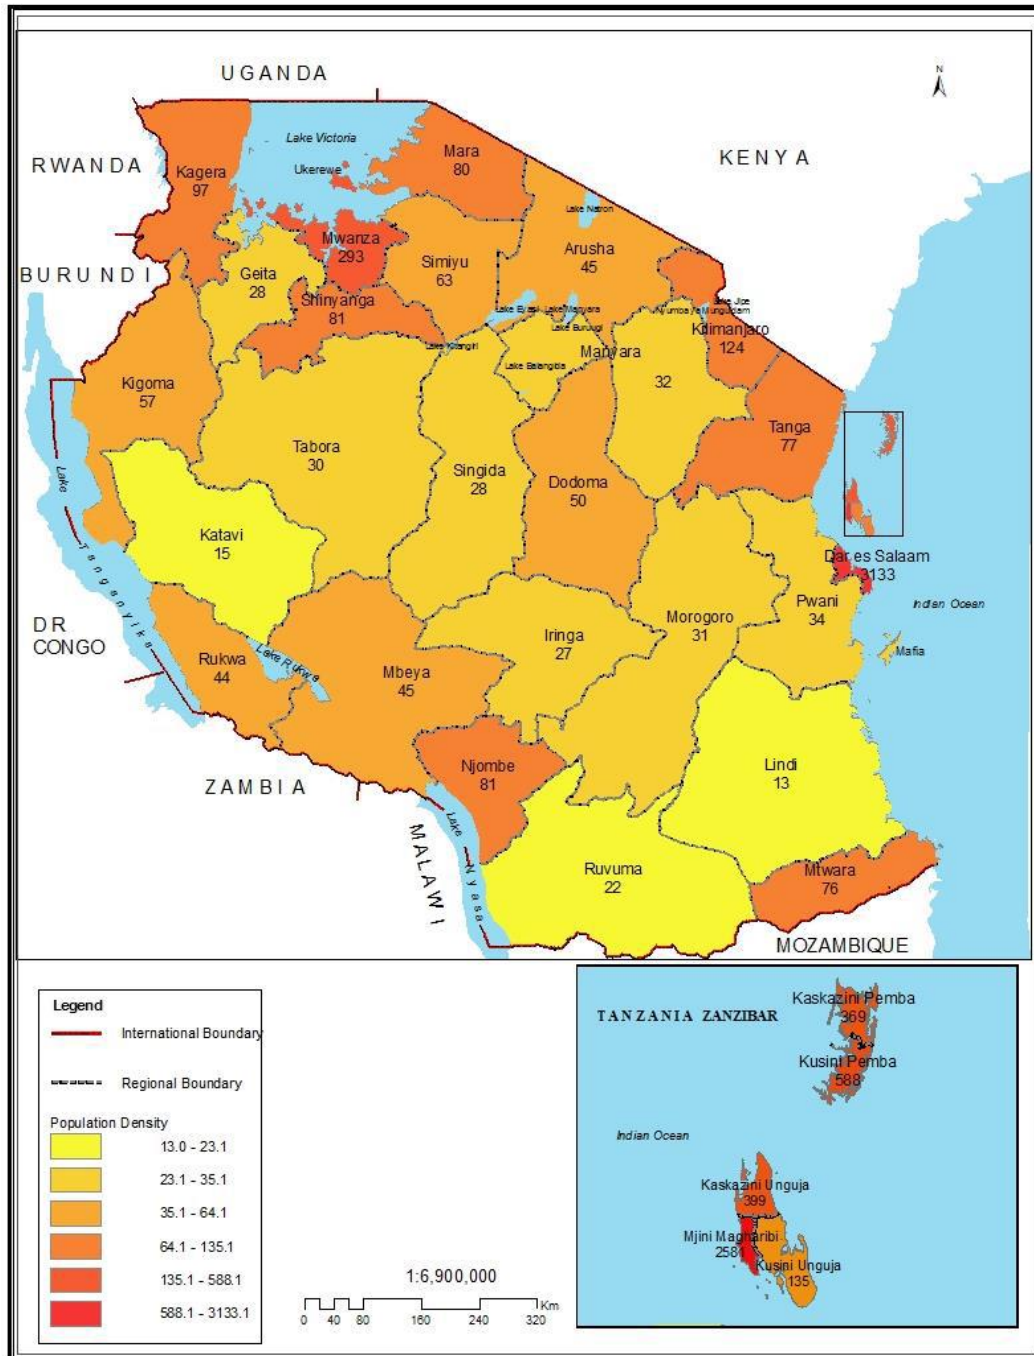 UGANDA
N
Lake Victoria
RWANDA
Ukerewe
KENYA
Mara
80
Kagera
97
Lake Natron
Mwanza
293
Simiyu
63
Arusha
45
BURUNDI
Geita
28
Shinyanga
81
Lake Eyasi
Lake Manyara
Lake Burungi
Lake Jipe
Nyumba Ya Mungu dam
Lake Kitangiri
Lake Balangida
Kilimanjaro
124
Manyara
32
Kigoma
57
Tabora
30
Singida
28
Dodoma
50
Tanga
77
Lake Tanganyika
Katavi
15
Dar es Salaam
3133
Pwani
34
Indian Ocean
Mafia
Morogoro
31
Iringa
27
DR
CONGO
Rukwa
44
Lake Rukwa
Mbeya
45
ZAMBIA
Njombe
81
Lindi
13
MALAWI
Lake Nyasa
Ruvuma
22
Mtwara
76
MOZAMBIQUE
Legend
International Boundary
Regional Boundary
Population Density
13.0 - 23.1
23.1 - 35.1
35.1 - 64.1
64.1 - 135.1
135.1 - 588.1
588.1 - 3133.1
1:6,900,000
0 40 80 160 240 320 Km
TANZANIA ZANZIBAR
Kaskazini Pemba
369
Kusini Pemba
588
Indian Ocean
Kaskazini Unguja
399
Mjini Magharibi
2581
Kusini Unguja
135